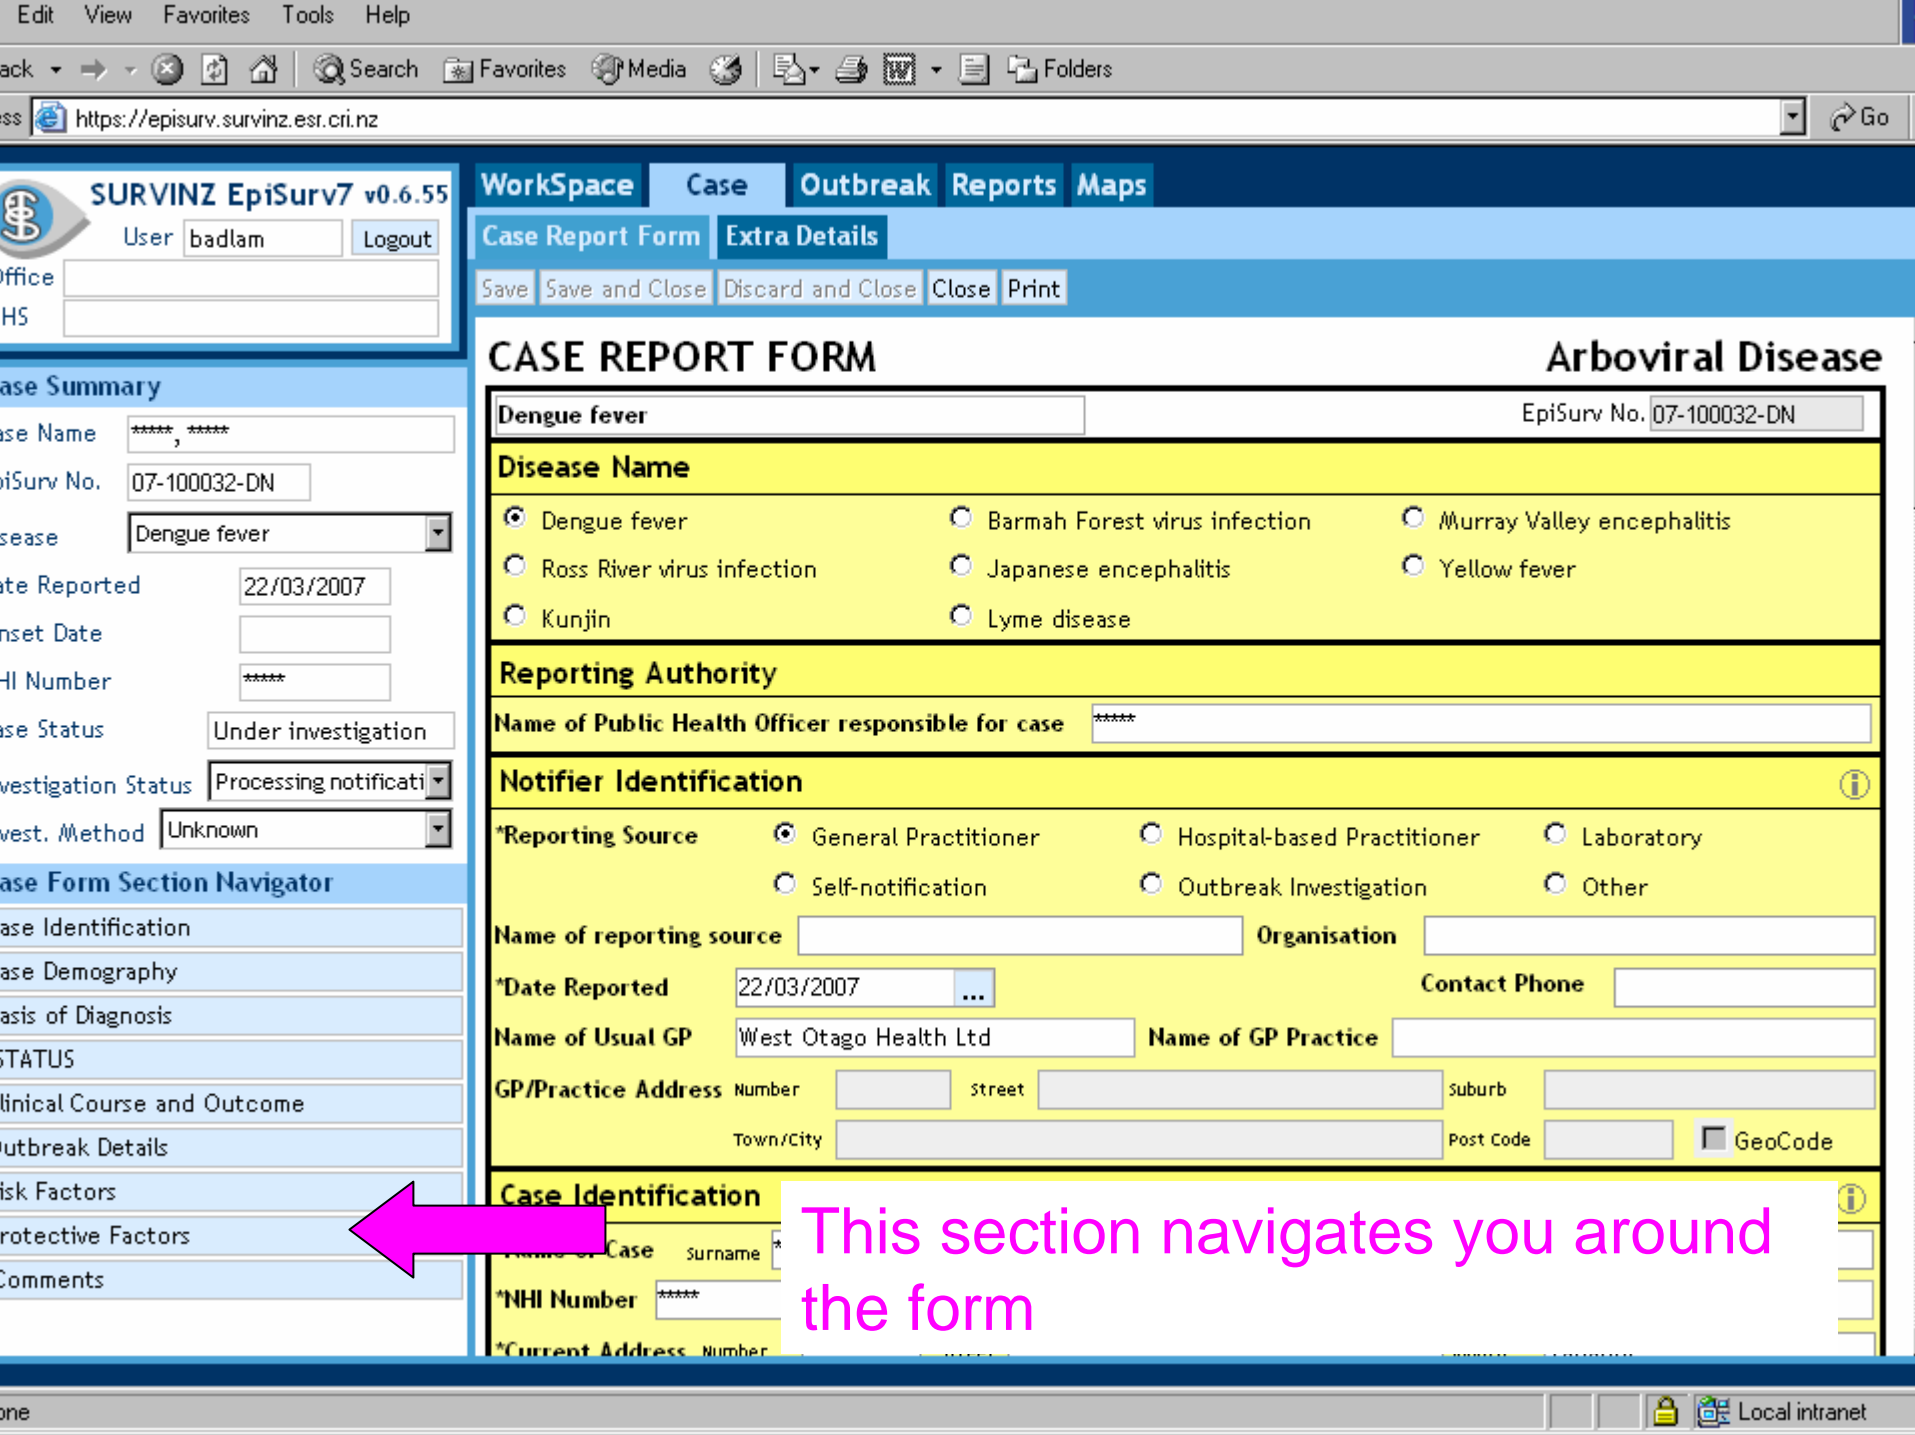 Edit View Favorites Tools Help
ack Search Favorites Media Folders
ess https://episurv.survinz.esr.cri.nz Go
SURVINZ EpiSurv7 v0.6.55
User badlam Logout
Office
HS
WorkSpace Case Outbreak Reports Maps
Case Report Form Extra Details
Save Save and Close Discard and Close Close Print
ase Summary
ase Name *****, *****
piSurv No. 07-100032-DN
isease Dengue fever
ate Reported 22/03/2007
nset Date
HI Number *****
ase Status Under investigation
vestigation Status Processing notificati
vest. Method Unknown
ase Form Section Navigator
ase Identification
ase Demography
asis of Diagnosis
STATUS
linical Course and Outcome
utbreak Details
isk Factors
rotective Factors
Comments
CASE REPORT FORM Arboviral Disease
Dengue fever EpiSurv No. 07-100032-DN
Disease Name
Dengue fever Barmah Forest virus infection Murray Valley encephalitis
Ross River virus infection Japanese encephalitis Yellow fever
Kunjin Lyme disease
Reporting Authority
Name of Public Health Officer responsible for case *****
Notifier Identification
*Reporting Source General Practitioner Hospital-based Practitioner Laboratory
Self-notification Outbreak Investigation Other
Name of reporting source Organisation
*Date Reported 22/03/2007 ... Contact Phone
Name of Usual GP West Otago Health Ltd Name of GP Practice
GP/Practice Address Number Street Suburb
Town/City Post Code GeoCode
Case Identification
Name of Case Surname *
*NHI Number *****
*Current Address Number
This section navigates you around
the form
one Local intranet